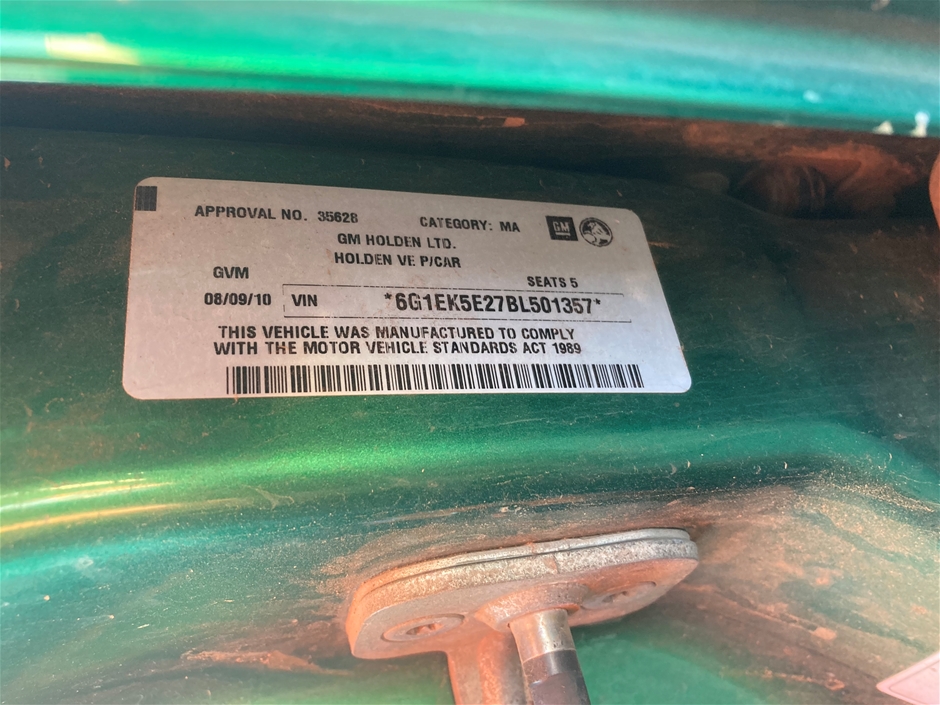 APPROVAL NO. 35628 CATEGORY: MA GM
GM HOLDEN LTD.
HOLDEN VE P/CAR
GVM SEATS 5
08/09/10 VIN *6G1EK5E27BL501357*
THIS VEHICLE WAS MANUFACTURED TO COMPLY
WITH THE MOTOR VEHICLE STANDARDS ACT 1989